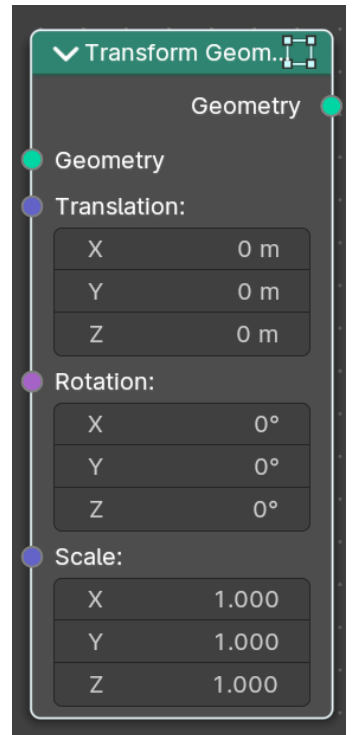 Transform Geom..
Geometry
Geometry
Translation:
X 0 m
Y 0 m
Z 0 m
Rotation:
X 0°
Y 0°
Z 0°
Scale:
X 1.000
Y 1.000
Z 1.000